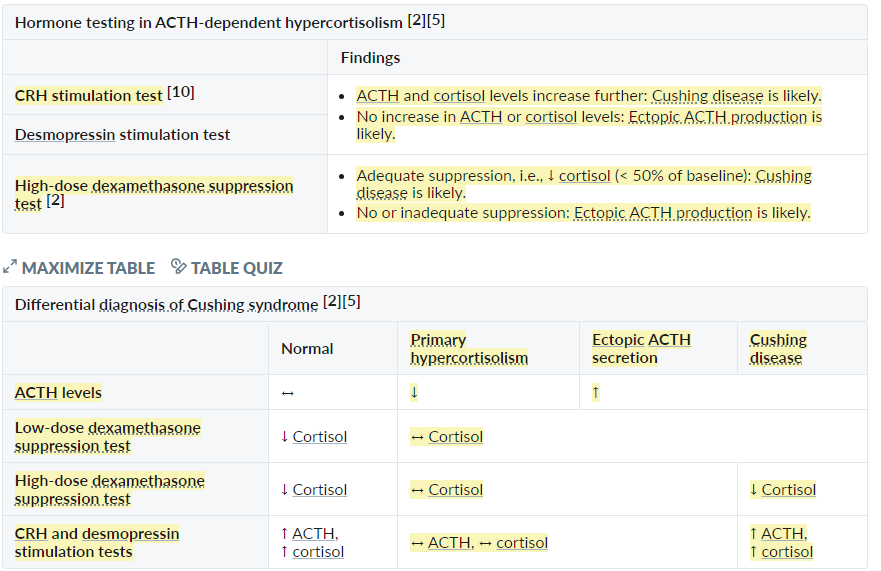 Hormone testing in ACTH-dependent hypercortisolism [2][5]
Findings
CRH stimulation test [10]
Desmopressin stimulation test
• ACTH and cortisol levels increase further: Cushing disease is likely.
• No increase in ACTH or cortisol levels: Ectopic ACTH production is
likely.
High-dose dexamethasone suppression
test [2]
• Adequate suppression, i.e., ↓ cortisol (< 50% of baseline): Cushing
disease is likely.
• No or inadequate suppression: Ectopic ACTH production is likely.
MAXIMIZE TABLE TABLE QUIZ
Differential diagnosis of Cushing syndrome [2][5]
Normal
Primary
hypercortisolism
Ectopic ACTH
secretion
Cushing
disease
ACTH levels
↔
↓
↑
Low-dose dexamethasone
suppression test
↓ Cortisol
↔ Cortisol
High-dose dexamethasone
suppression test
↓ Cortisol
↔ Cortisol
↓ Cortisol
CRH and desmopressin
stimulation tests
↑ ACTH,
↑ cortisol
↔ ACTH, ↔ cortisol
↑ ACTH,
↑ cortisol